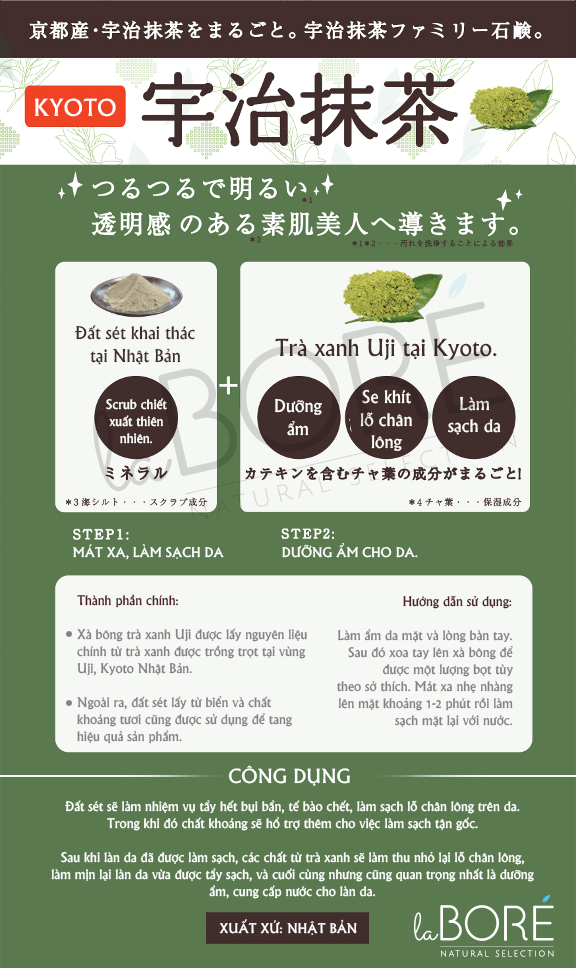 京都産・宇治抹茶をまるごと。宇治抹茶ファミリー石鹸。
KYOTO
宇治抹茶
つるつるで明るい*1
透明感*2のある素肌美人へ導きます。
*1*2・・・汚れを洗浄することによる効果
Đất sét khai thác
tại Nhật Bản
Scrub chiết
xuất thiên
nhiên.
ミネラル
*3海シルト・・・スクラブ成分
+
Trà xanh Uji tại Kyoto.
Dưỡng
ẩm
Se khít
lỗ chân
lông
Làm
sạch da
カテキンを含むチャ葉の成分がまるごと!
*4チャ葉・・・保湿成分
la BORÉ
NATURAL SELECTION
STEP1:
MÁT XA, LÀM SẠCH DA
STEP2:
DƯỠNG ẨM CHO DA.
Thành phần chính:
• Xà bông trà xanh Uji được lấy nguyên liệu
chính từ trà xanh được trồng trọt tại vùng
Uji, Kyoto Nhật Bản.
• Ngoài ra, đất sét lấy từ biển và chất
khoáng tươi cũng được sử dụng để tang
hiệu quả sản phẩm.
Hướng dẫn sử dụng:
Làm ẩm da mặt và lòng bàn tay.
Sau đó xoa tay lên xà bông để
được một lượng bọt tùy
theo sở thích. Mát xa nhẹ nhàng
lên mặt khoảng 1-2 phút rồi làm
sạch mặt lại với nước.
CÔNG DỤNG
Đất sét sẽ làm nhiệm vụ tẩy hết bụi bẩn, tế bào chết, làm sạch lỗ chân lông trên da.
Trong khi đó chất khoáng sẽ hổ trợ thêm cho việc làm sạch tận gốc.
Sau khi làn da đã được làm sạch, các chất từ trà xanh sẽ làm thu nhỏ lại lỗ chân lông,
làm mịn lại làn da vừa được tẩy sạch, và cuối cùng nhưng cũng quan trọng nhất là dưỡng
ẩm, cung cấp nước cho làn da.
XUẤT XỨ: NHẬT BẢN
la BORÉ
NATURAL SELECTION